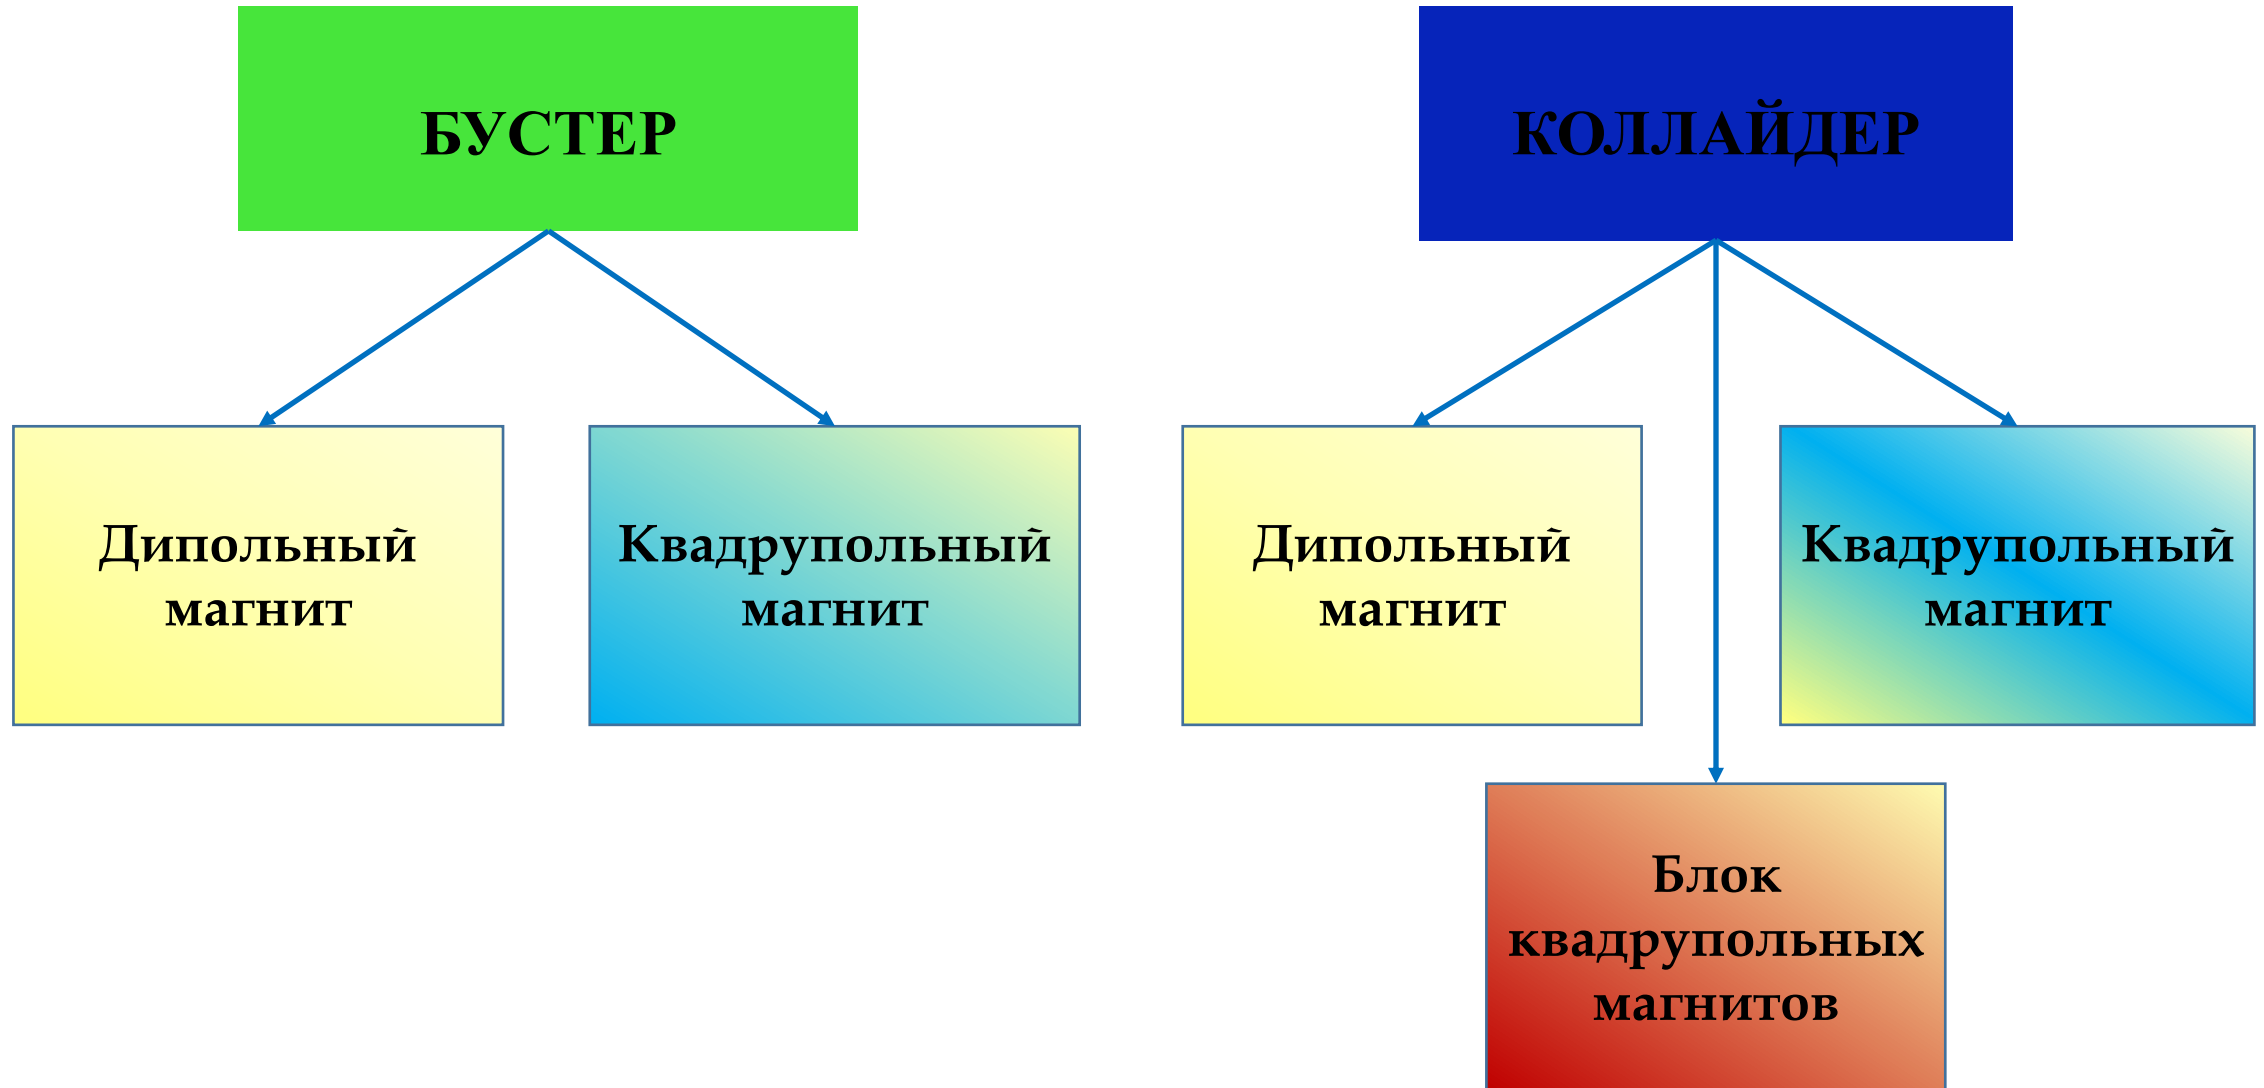 БУСТЕР
КОЛЛАЙДЕР
Дипольный
магнит
Квадрупольный
магнит
Дипольный
магнит
Квадрупольный
магнит
Блок
квадрупольных
магнитов